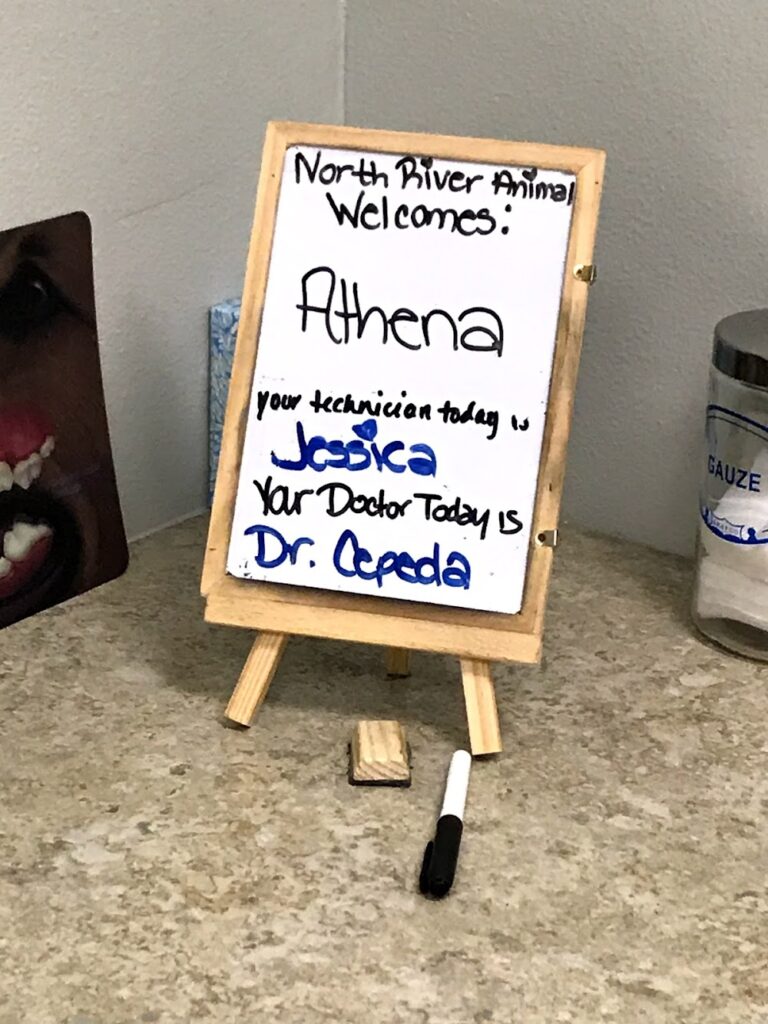 North River Animal
Welcomes:
Athena
your technician today is
Jessica
Your Doctor Today is
Dr. Cepeda
GAUZE